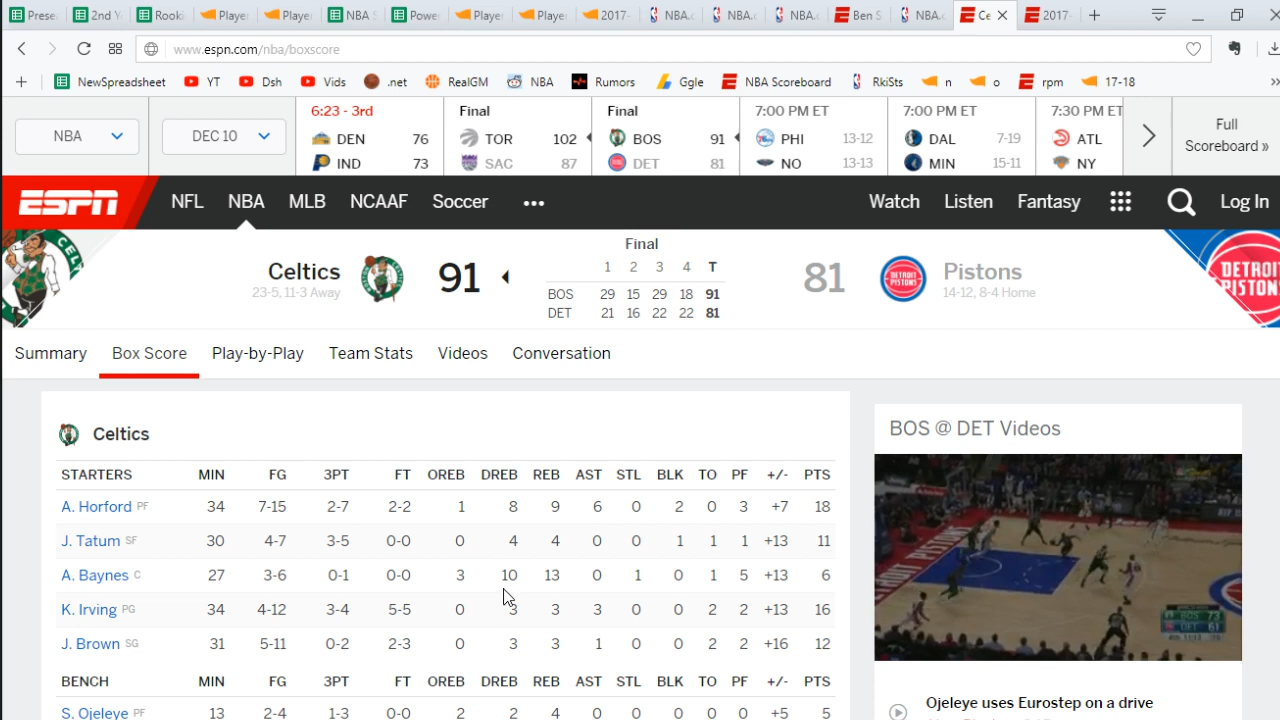 Prese 2nd Y Rooki Player Player NBA S Power Player Player 2017- NBA.c NBA.c NBA.c Ben S NBA.c Ce 2017-
www.espn.com/nba/boxscore
NewSpreadsheet YT Dsh Vids .net RealGM NBA Rumors Ggle NBA Scoreboard RkiSts n o rpm 17-18
NBA DEC 10
6:23 - 3rd
DEN 76
IND 73
Final
TOR 102
SAC 87
Final
BOS 91
DET 81
7:00 PM ET
PHI 13-12
NO 13-13
7:00 PM ET
DAL 7-19
MIN 15-11
7:30 PM ET
ATL
NY
Full
Scoreboard »
ESPN NFL NBA MLB NCAAF Soccer ••• Watch Listen Fantasy Log In
Celtics
23-5, 11-3 Away
91
Final
1 2 3 4 T
BOS 29 15 29 18 91
DET 21 16 22 22 81
81
DETROIT PISTONS
Pistons
14-12, 8-4 Home
DETROIT
PISTONS
Summary Box Score Play-by-Play Team Stats Videos Conversation
Celtics
STARTERS MIN FG 3PT FT OREB DREB REB AST STL BLK TO PF +/- PTS
A. Horford PF 34 7-15 2-7 2-2 1 8 9 6 0 2 0 3 +7 18
J. Tatum SF 30 4-7 3-5 0-0 0 4 4 0 0 1 1 1 +13 11
A. Baynes C 27 3-6 0-1 0-0 3 10 13 0 1 0 1 5 +13 6
K. Irving PG 34 4-12 3-4 5-5 0 3 3 3 0 0 2 2 +13 16
J. Brown SG 31 5-11 0-2 2-3 0 3 3 1 0 0 2 2 +16 12
BENCH MIN FG 3PT FT OREB DREB REB AST STL BLK TO PF +/- PTS
S. Ojeleye PF 13 2-4 1-3 0-0 2 2 4 0 0 0 0 0 +5 5
BOS @ DET Videos
BOS 73
DET 61
Ojeleye uses Eurostep on a drive